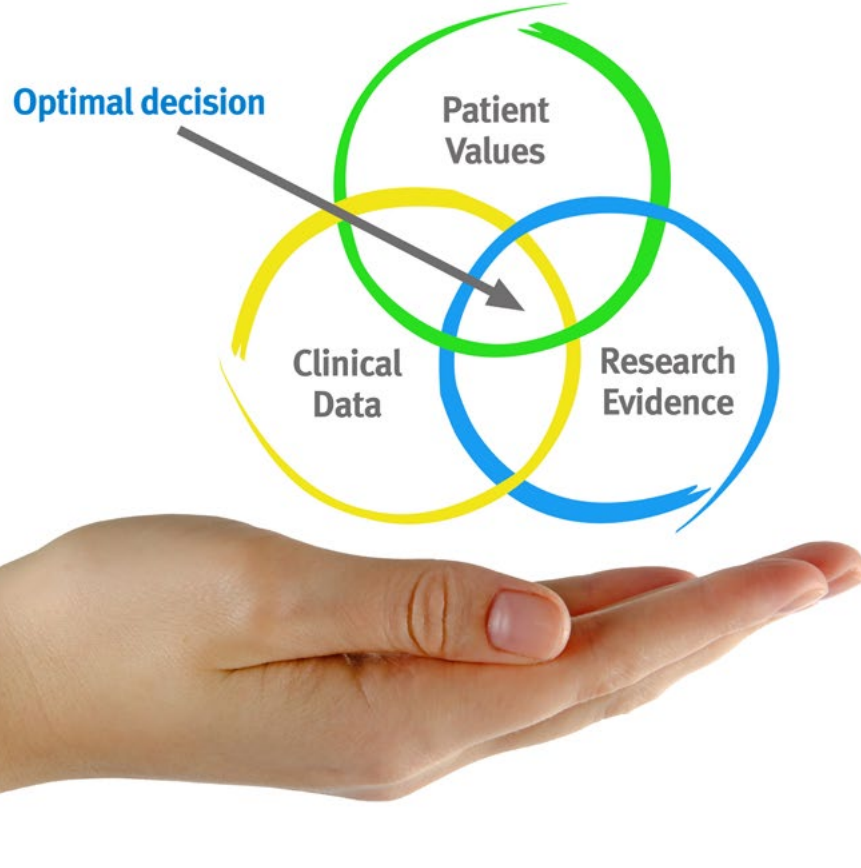 Optimal decision
Patient
Values
Clinical
Data
Research
Evidence